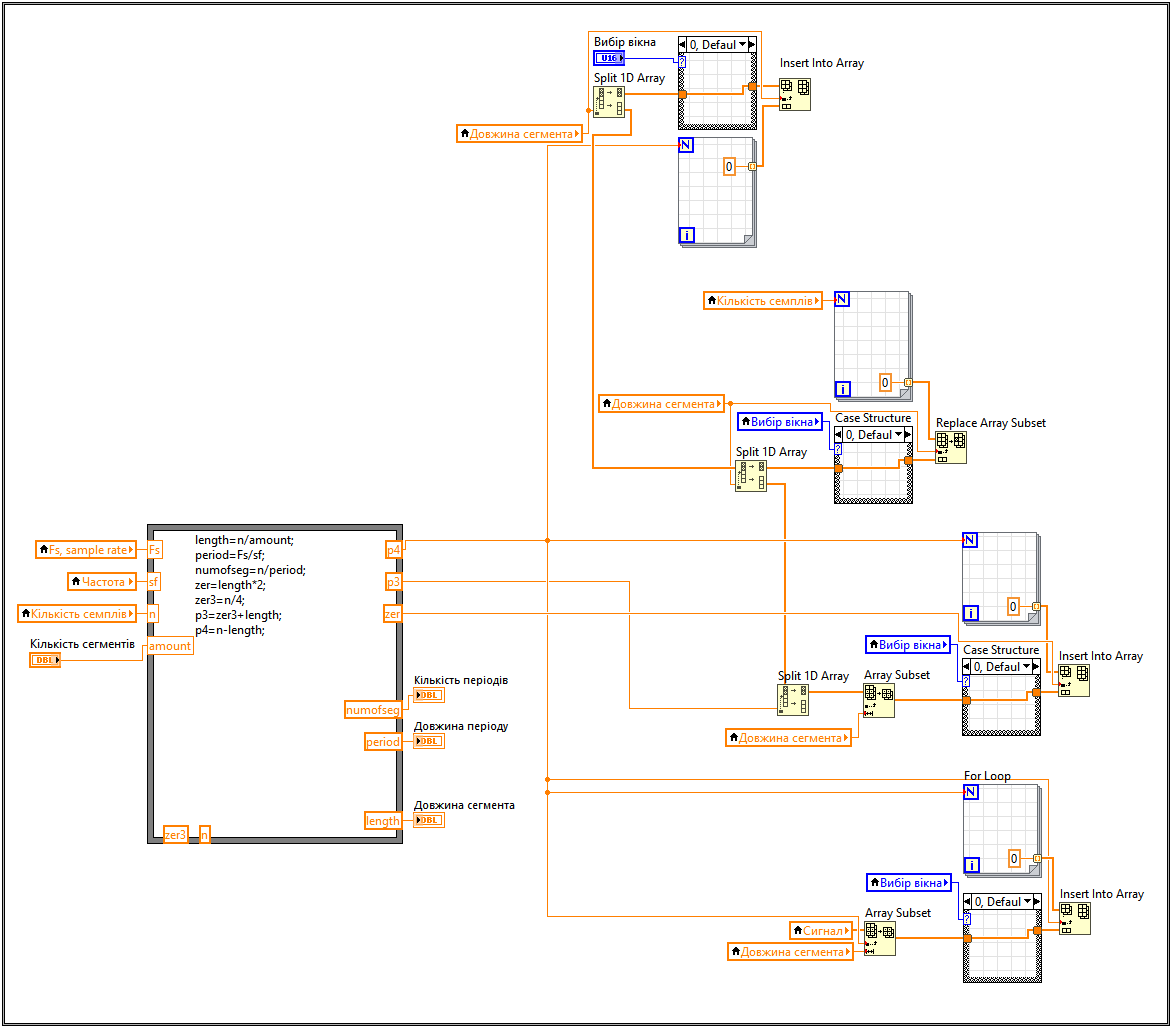 Вибір вікна
U16
0, Defaul
?
Insert Into Array
Split 1D Array
Довжина сегмента
N
0
i
Кількість семплів
N
0
i
Довжина сегмента
Вибір вікна
Case Structure
0, Defaul
?
Replace Array Subset
Split 1D Array
length=n/amount;
period=Fs/sf;
numofseg=n/period;
zer=length*2;
zer3=n/4;
p3=zer3+length;
p4=n-length;
Fs, sample rate
Fs
Частота
sf
Кількість семплів
n
Кількість сегментів
DBL
amount
p4
p3
zer
Кількість періодів
numofseg
DBL
Довжина періоду
period
DBL
Довжина сегмента
length
DBL
zer3
n
N
0
i
Вибір вікна
Case Structure
0, Defaul
?
Insert Into Array
Split 1D Array
Array Subset
Довжина сегмента
For Loop
N
0
i
Вибір вікна
0, Defaul
?
Insert Into Array
Array Subset
Сигнал
Довжина сегмента